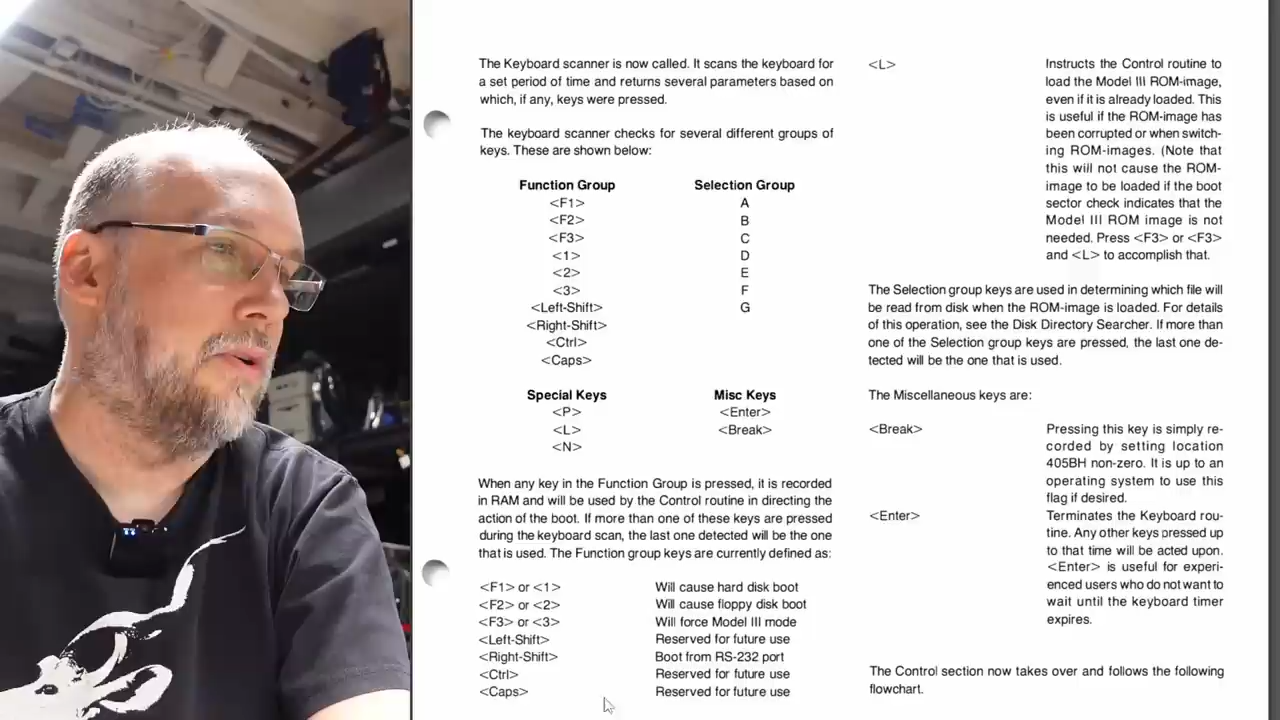 The Keyboard scanner is now called. It scans the keyboard for
a set period of time and returns several parameters based on
which, if any, keys were pressed.
The keyboard scanner checks for several different groups of
keys. These are shown below:
Function Group Selection Group
<F1> A
<F2> B
<F3> C
<1> D
<2> E
<3> F
<Left-Shift> G
<Right-Shift>
<Ctrl>
<Caps>
Special Keys Misc Keys
<P> <Enter>
<L> <Break>
<N>
When any key in the Function Group is pressed, it is recorded
in RAM and will be used by the Control routine in directing the
action of the boot. If more than one of these keys are pressed
during the keyboard scan, the last one detected will be the one
that is used. The Function group keys are currently defined as:
<F1> or <1> Will cause hard disk boot
<F2> or <2> Will cause floppy disk boot
<F3> or <3> Will force Model III mode
<Left-Shift> Reserved for future use
<Right-Shift> Boot from RS-232 port
<Ctrl> Reserved for future use
<Caps> Reserved for future use
<L> Instructs the Control routine to
load the Model III ROM-image,
even if it is already loaded. This
is useful if the ROM-image has
been corrupted or when switch-
ing ROM-images. (Note that
this will not cause the ROM-
image to be loaded if the boot
sector check indicates that the
Model III ROM image is not
needed. Press <F3> or <F3>
and <L> to accomplish that.
The Selection group keys are used in determining which file will
be read from disk when the ROM-image is loaded. For details
of this operation, see the Disk Directory Searcher. If more than
one of the Selection group keys are pressed, the last one de-
tected will be the one that is used.
The Miscellaneous keys are:
<Break> Pressing this key is simply re-
corded by setting location
405BH non-zero. It is up to an
operating system to use this
flag if desired.
<Enter> Terminates the Keyboard rou-
tine. Any other keys pressed up
to that time will be acted upon.
<Enter> is useful for experi-
enced users who do not want to
wait until the keyboard timer
expires.
The Control section now takes over and follows the following
flowchart.